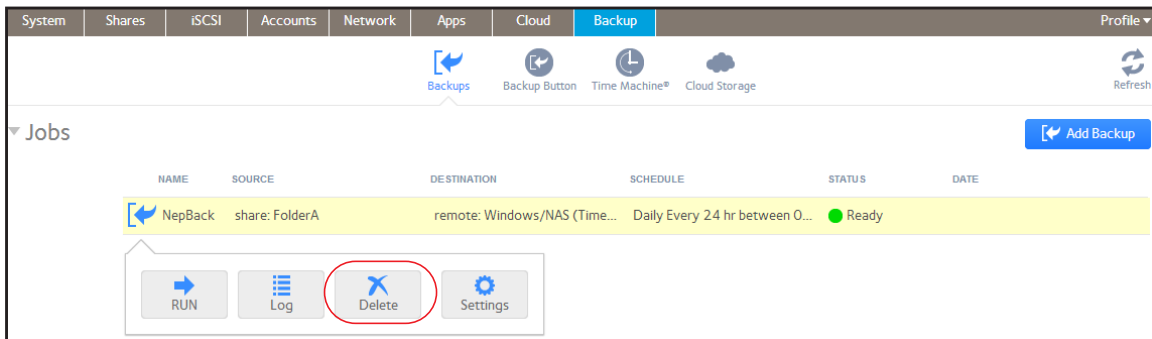 System Shares iSCSI Accounts Network Apps Cloud Backup Profile
Backups Backup Button Time Machine® Cloud Storage Refresh
Jobs Add Backup
NAME SOURCE DESTINATION SCHEDULE STATUS DATE
NepBack share: FolderA remote: Windows/NAS (Time... Daily Every 24 hr between 0... Ready
RUN Log Delete Settings